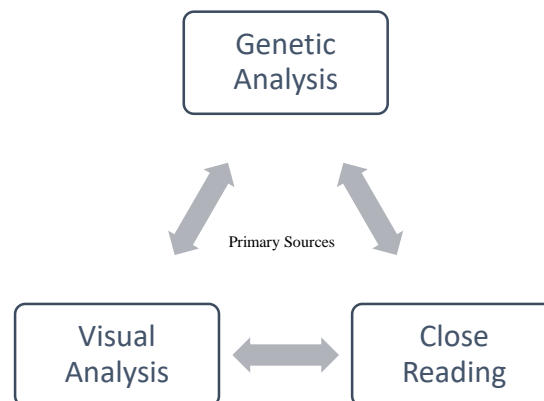 Genetic
Analysis
Primary Sources
Visual
Analysis
Close
Reading